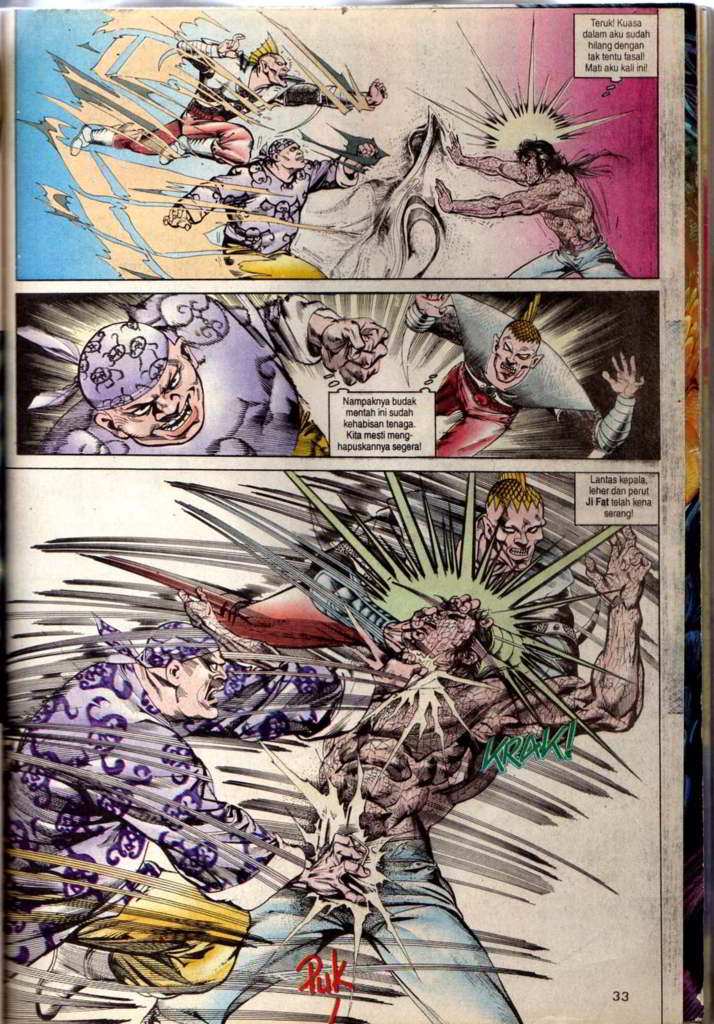 Teruk! Kuasa
dalam aku sudah
hilang dengan
tak tentu fasal!
Mati aku kali ini!
Nampaknya budak
mentah ini sudah
kehabisan tenaga.
Kita mesti meng-
hapuskannya segera!
Lantas kepala,
leher dan perut
Ji Fat telah kena
serang!
KRAK!
PUK
!
33